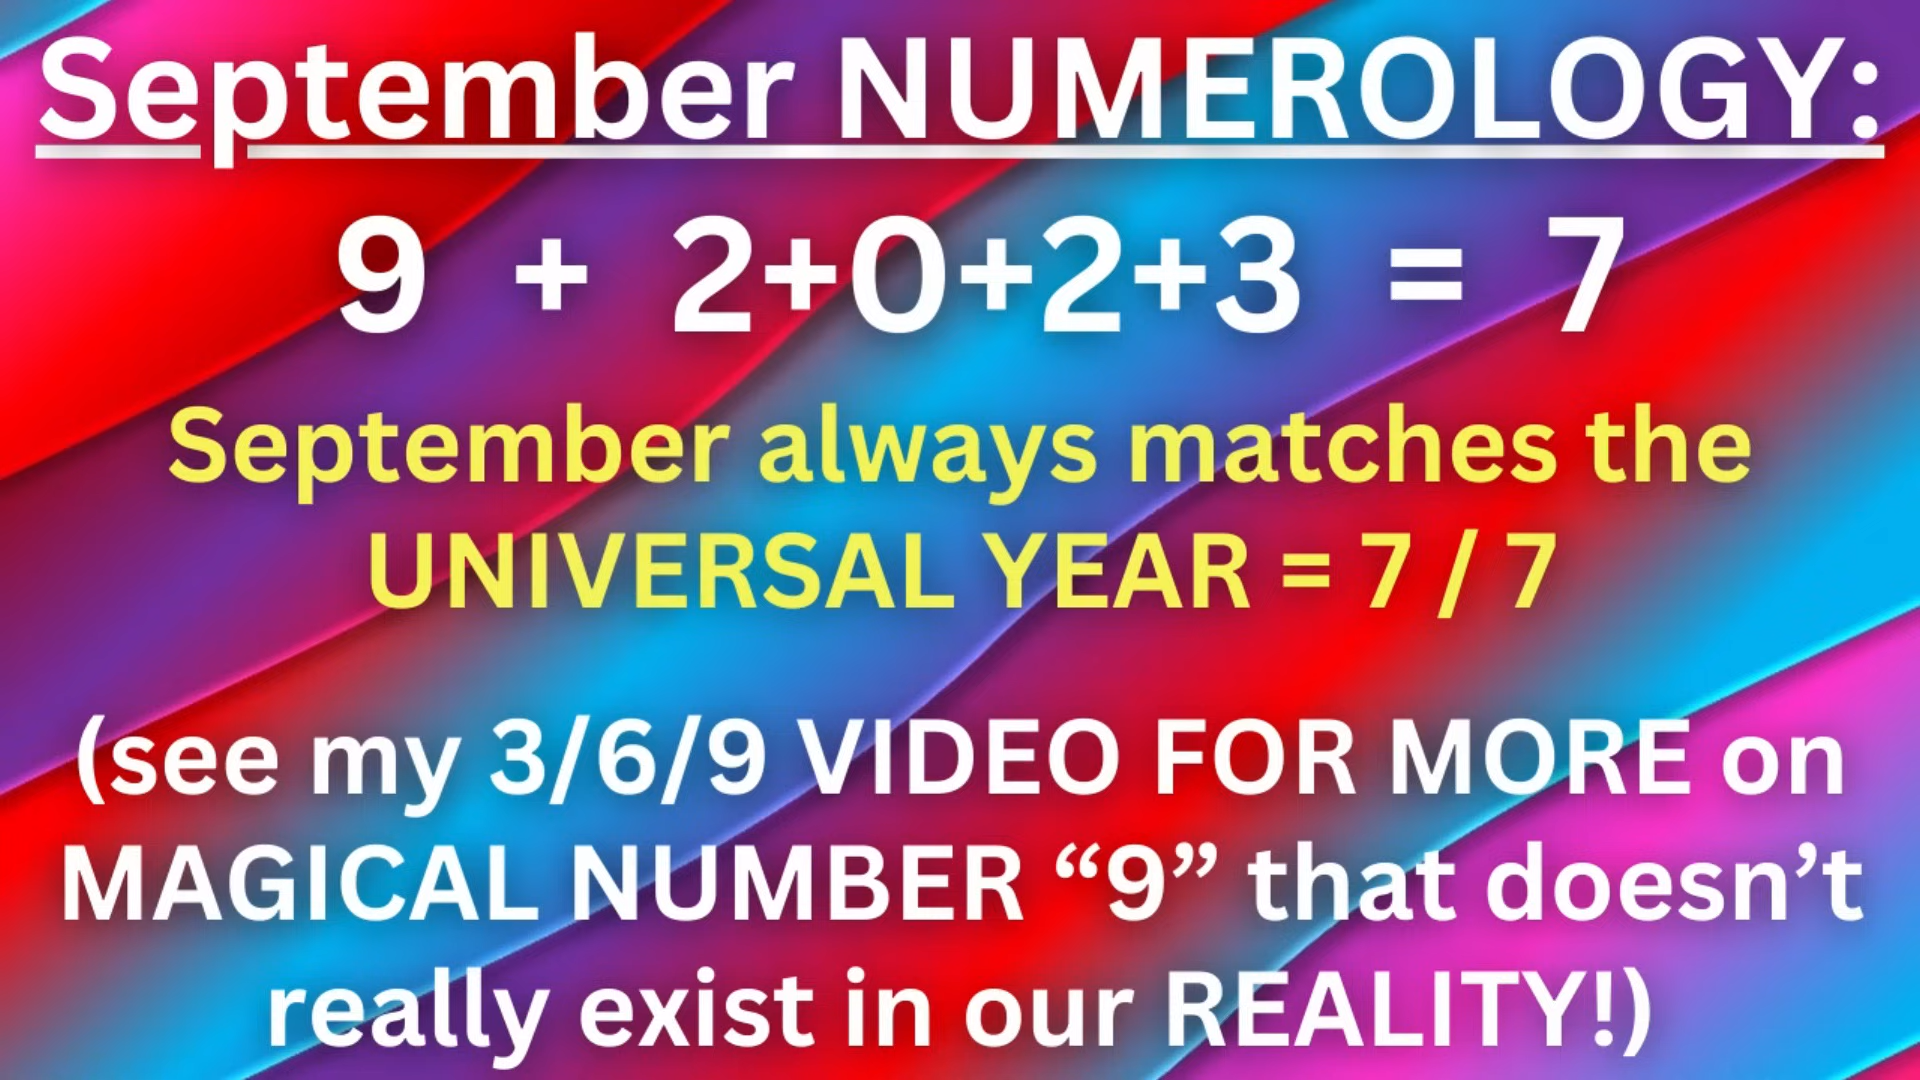 September NUMEROLOGY:
9 + 2+0+2+3 = 7
September always matches the
UNIVERSAL YEAR = 7 / 7
(see my 3/6/9 VIDEO FOR MORE on
MAGICAL NUMBER “9” that doesn’t
really exist in our REALITY!)